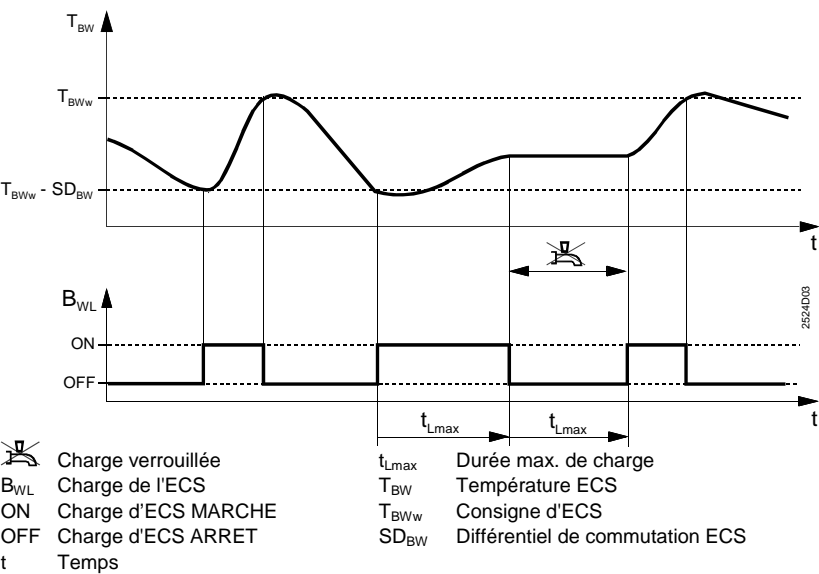 T_BW
T_BWw
T_BWw - SD_BW
t
B_WL
2524D03
ON
OFF
t
t_Lmax t_Lmax
Charge verrouillée
B_WL Charge de l'ECS
ON Charge d'ECS MARCHE
OFF Charge d'ECS ARRET
t Temps
t_Lmax Durée max. de charge
T_BW Température ECS
T_BWw Consigne d'ECS
SD_BW Différentiel de commutation ECS